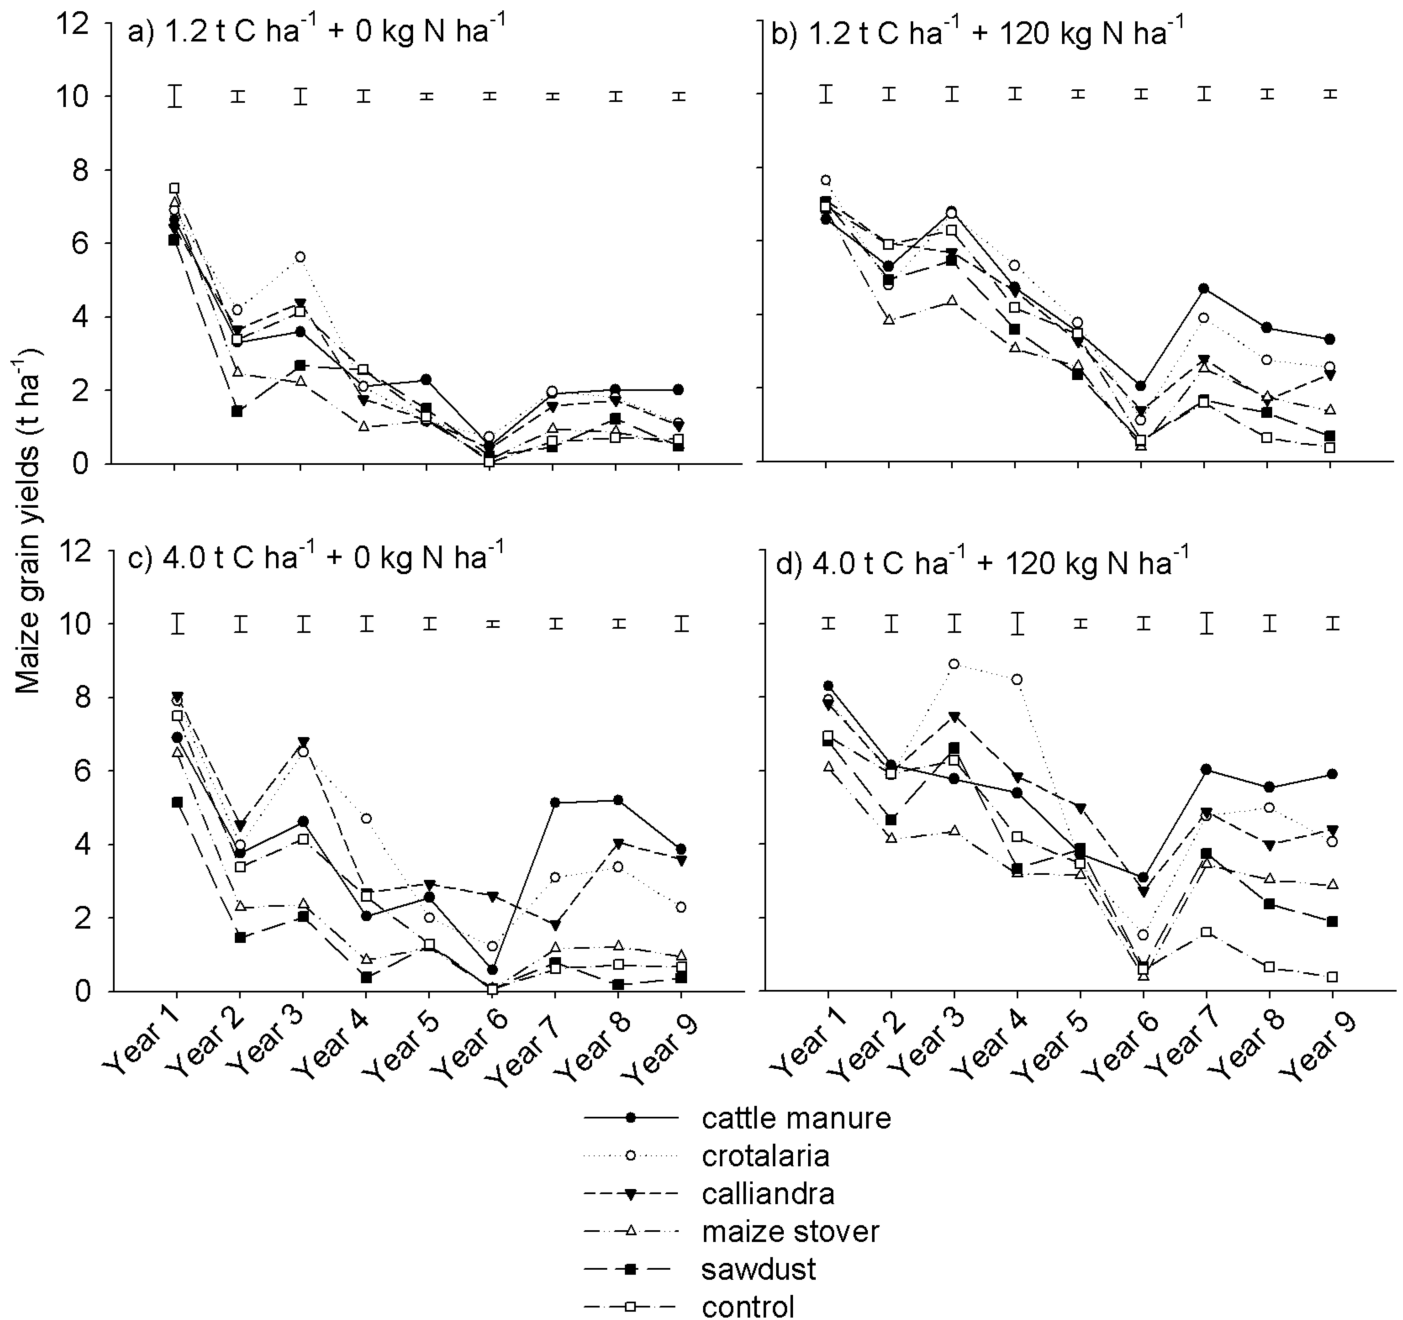 a) 1.2 t C ha⁻¹ + 0 kg N ha⁻¹
b) 1.2 t C ha⁻¹ + 120 kg N ha⁻¹
12
10
8
6
4
2
0
Maize grain yields (t ha⁻¹)
c) 4.0 t C ha⁻¹ + 0 kg N ha⁻¹
d) 4.0 t C ha⁻¹ + 120 kg N ha⁻¹
12
10
8
6
4
2
0
Year 1
Year 2
Year 3
Year 4
Year 5
Year 6
Year 7
Year 8
Year 9
Year 1
Year 2
Year 3
Year 4
Year 5
Year 6
Year 7
Year 8
Year 9
cattle manure
crotalaria
calliandra
maize stover
sawdust
control